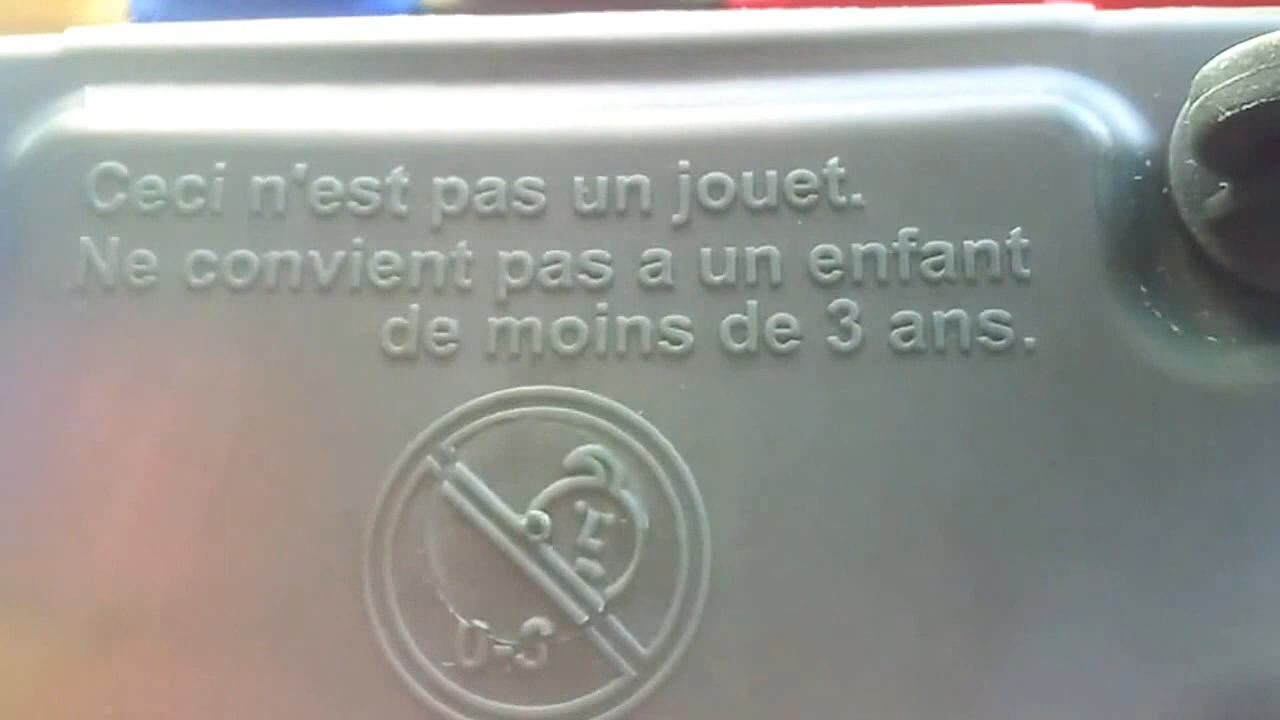 Ceci n'est pas un jouet.
Ne convient pas a un enfant
de moins de 3 ans.
0-3